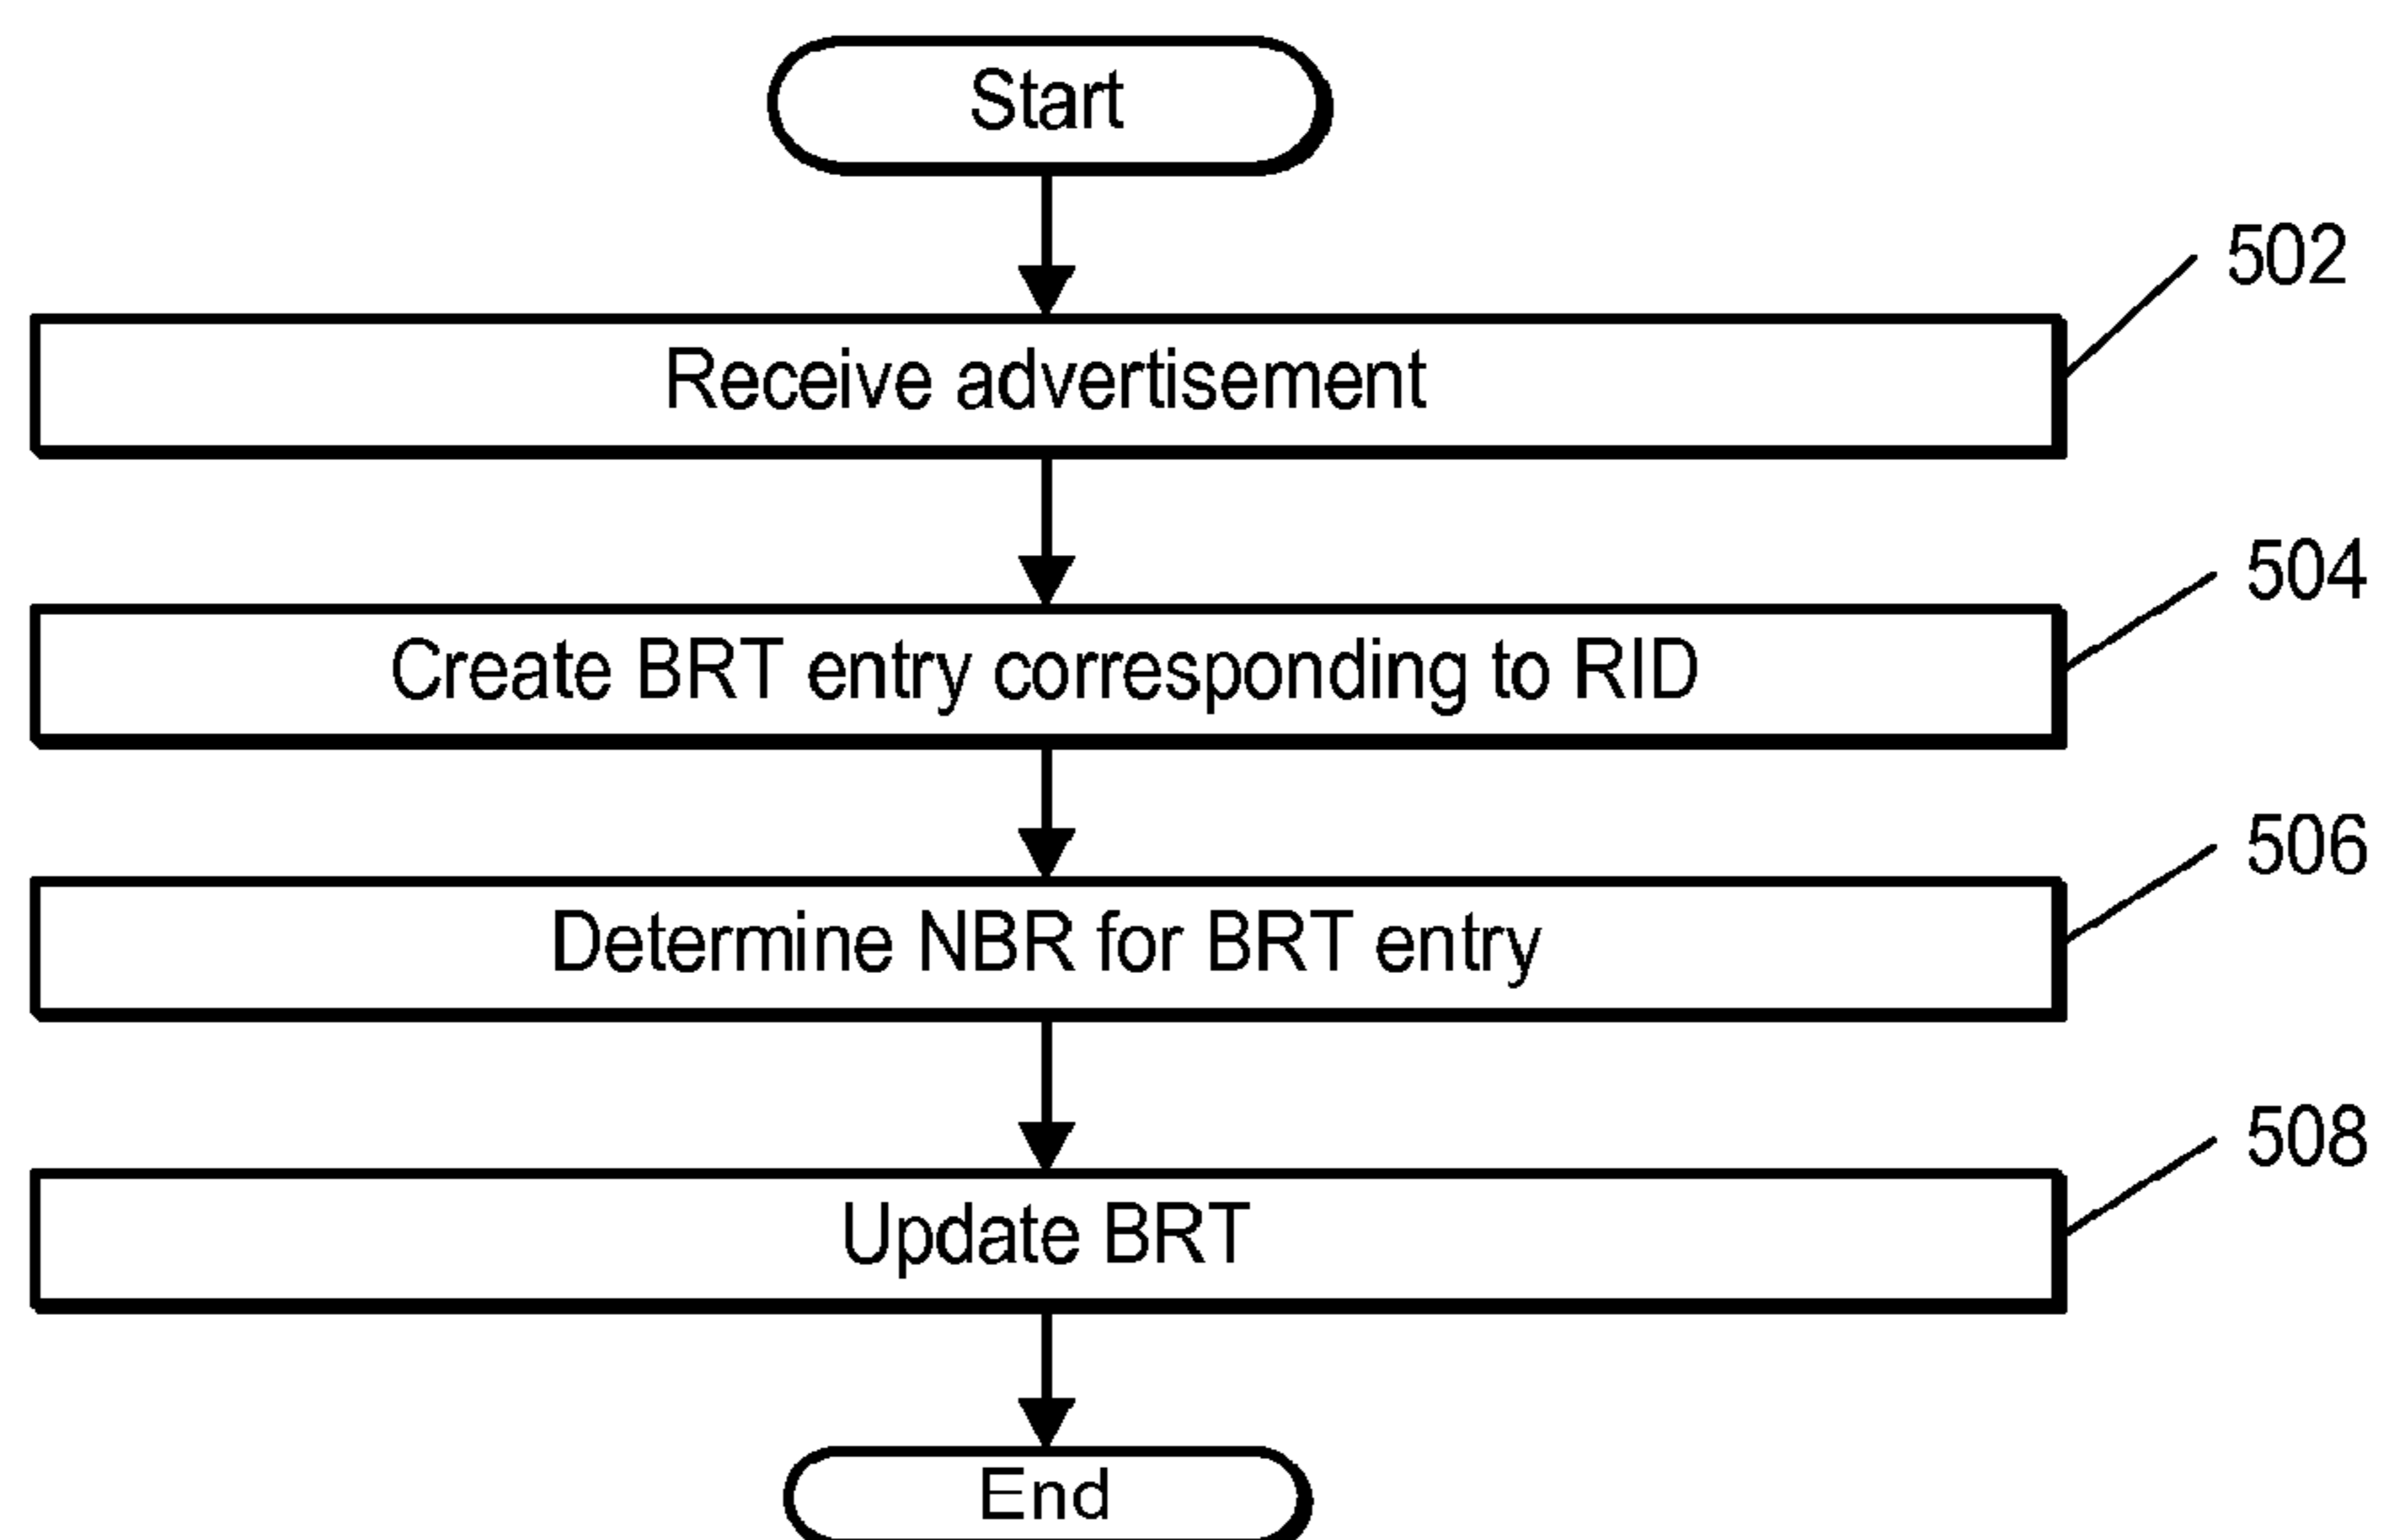 Start
502
Receive advertisement
504
Create BRT entry corresponding to RID
506
Determine NBR for BRT entry
508
Update BRT
End